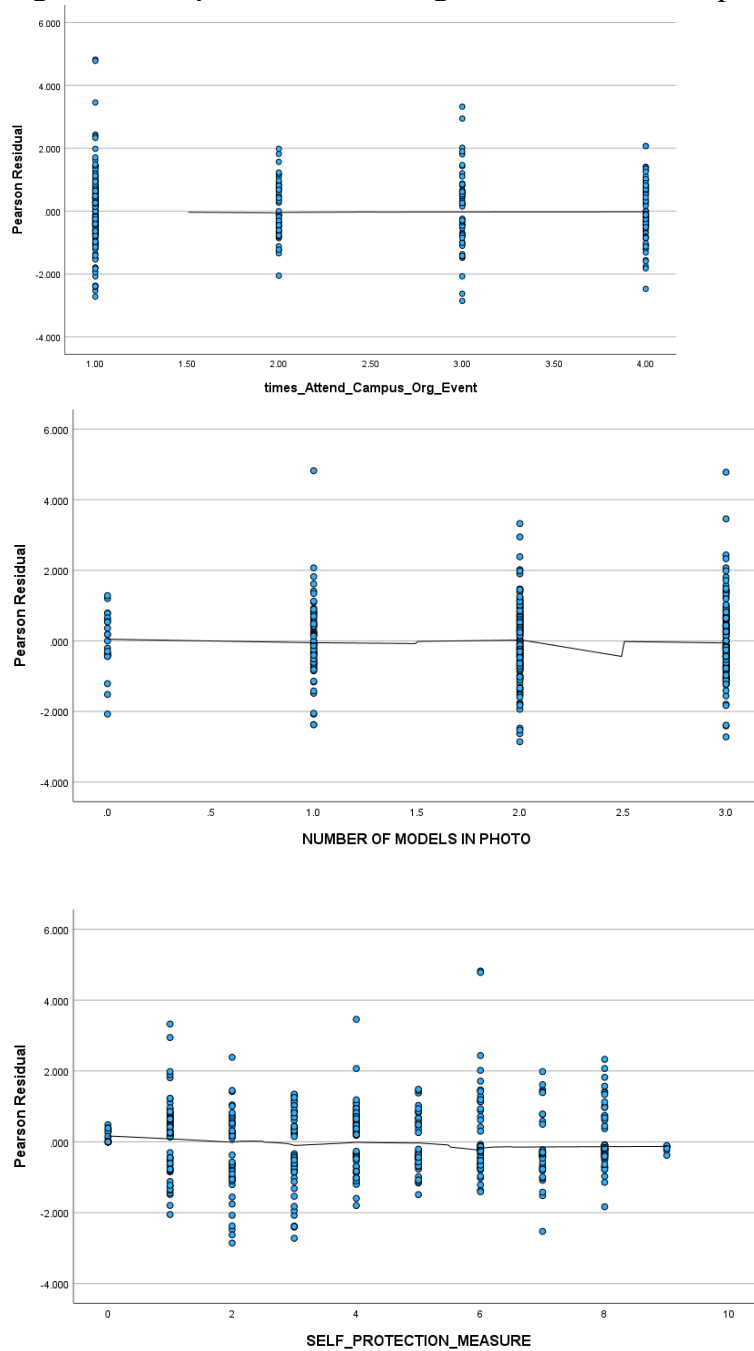 6.000
4.000
2.000
.000
-2.000
-4.000
Pearson Residual
1.00 1.50 2.00 2.50 3.00 3.50 4.00
times_Attend_Campus_Org_Event
6.000
4.000
2.000
.000
-2.000
-4.000
Pearson Residual
.0 .5 1.0 1.5 2.0 2.5 3.0
NUMBER OF MODELS IN PHOTO
6.000
4.000
2.000
.000
-2.000
-4.000
Pearson Residual
0 2 4 6 8 10
SELF_PROTECTION_MEASURE